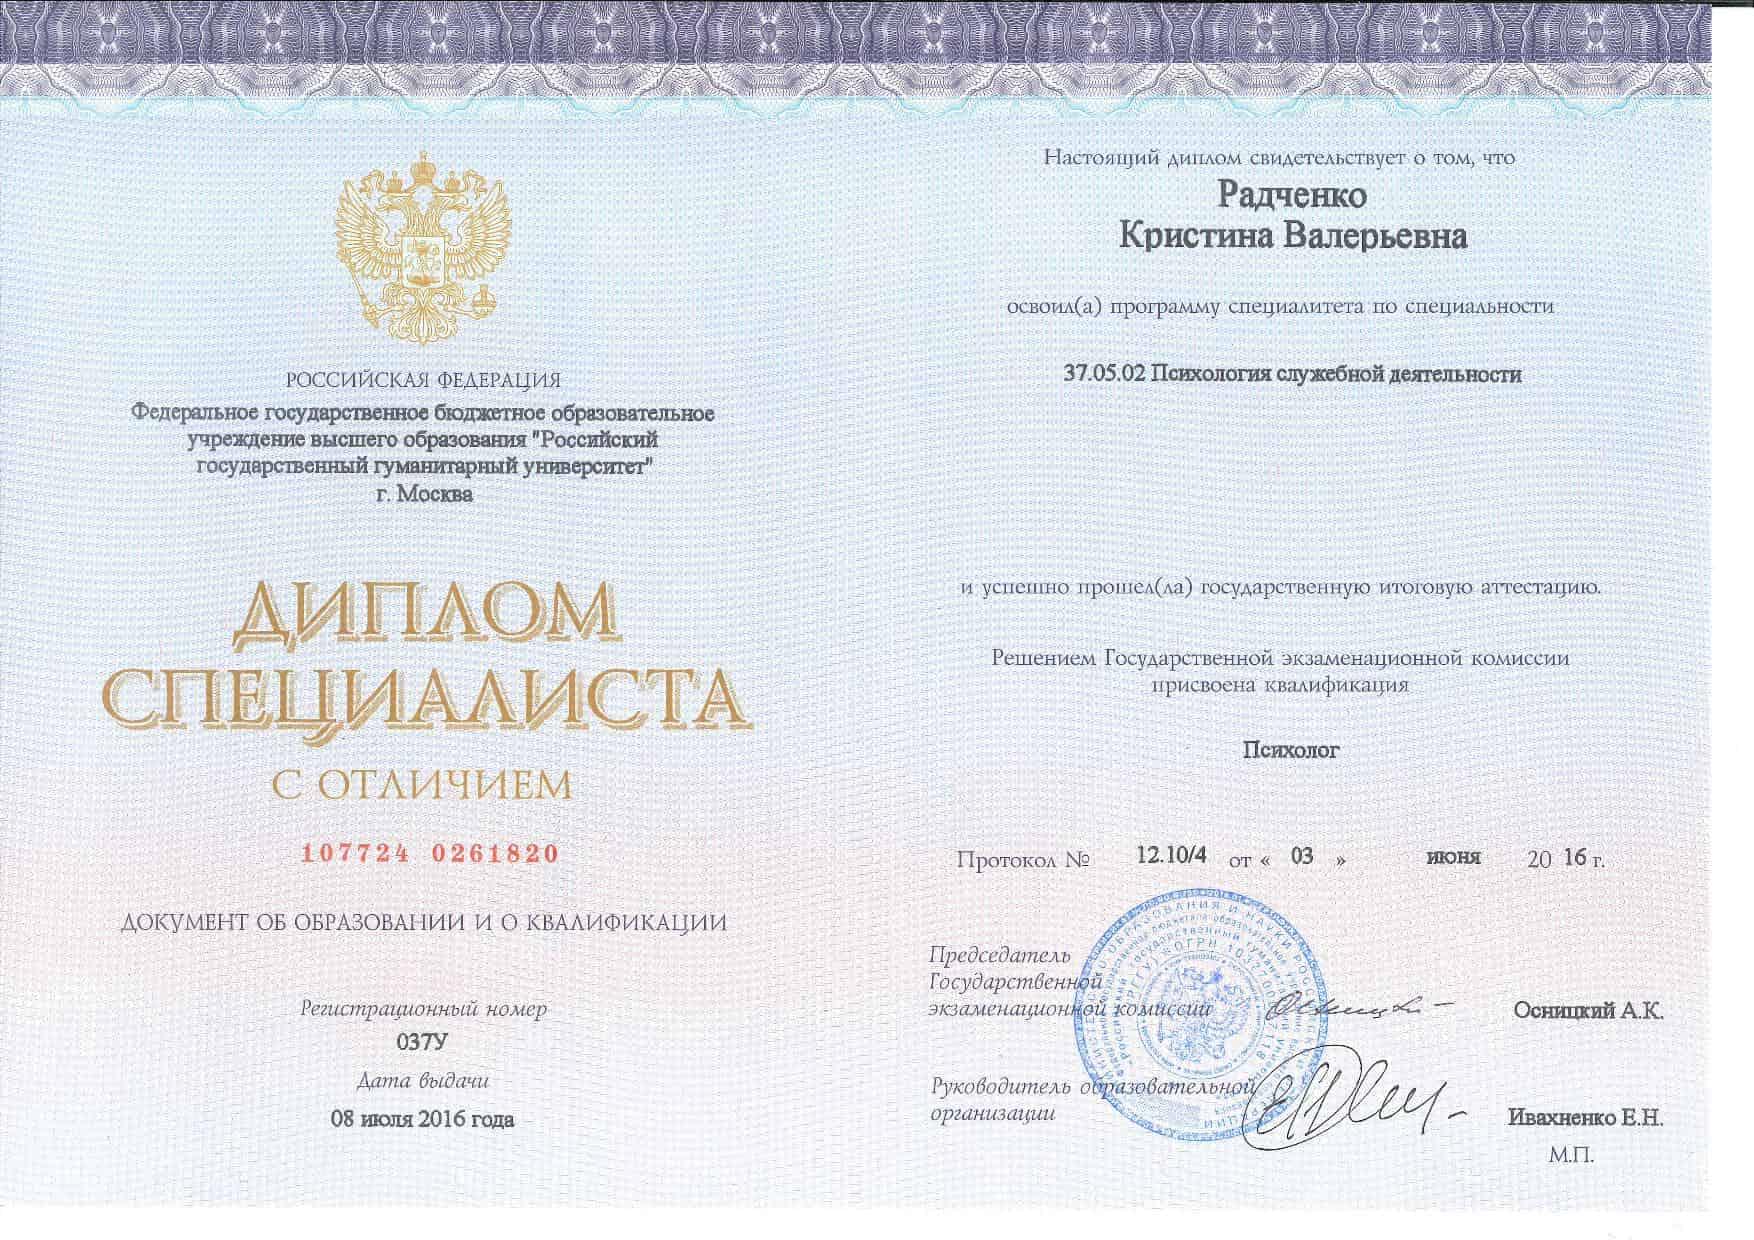 РОССИЙСКАЯ ФЕДЕРАЦИЯ
Федеральное государственное бюджетное образовательное
учреждение высшего образования "Российский
государственный гуманитарный университет"
г. Москва
ДИПЛОМ
СПЕЦИАЛИСТА
С ОТЛИЧИЕМ
107724 0261820
ДОКУМЕНТ ОБ ОБРАЗОВАНИИ И О КВАЛИФИКАЦИИ
Регистрационный номер
037У
Дата выдачи
08 июля 2016 года
Настоящий диплом свидетельствует о том, что
Радченко
Кристина Валерьевна
освоил(а) программу специалитета по специальности
37.05.02 Психология служебной деятельности
и успешно прошел(ла) государственную итоговую аттестацию.
Решением Государственной экзаменационной комиссии
присвоена квалификация
Психолог
Протокол № 12.10/4 от « 03 » июня 20 16 г.
Председатель
Государственной
экзаменационной комиссии Осницкий А.К.
Руководитель образовательной
организации Ивахненко Е.Н.
М.П.